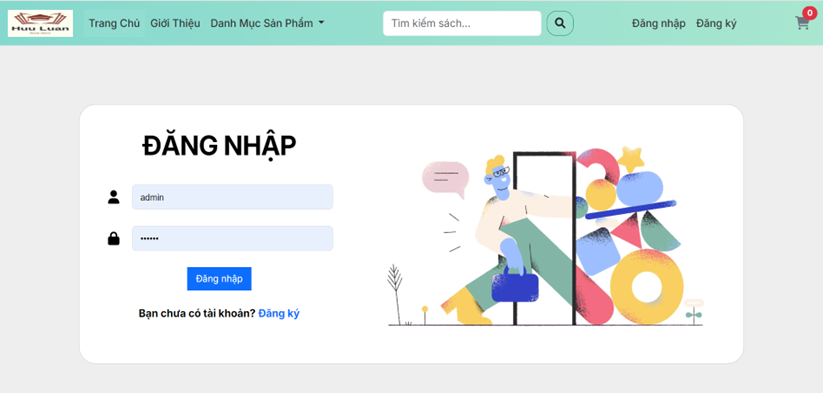 Huu Luan
Trang Chủ Giới Thiệu Danh Mục Sản Phẩm
Tìm kiếm sách...
Đăng nhập Đăng ký
0
ĐĂNG NHẬP
admin
••••••
Đăng nhập
Bạn chưa có tài khoản? Đăng ký